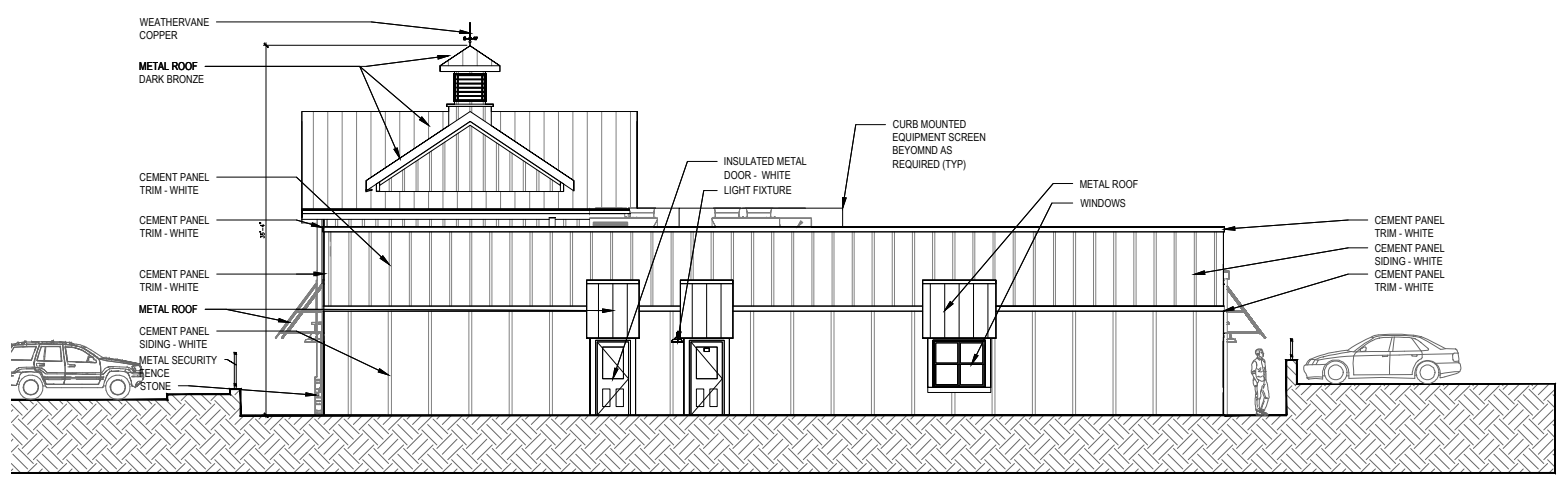 WEATHERVANE
COPPER
METAL ROOF
DARK BRONZE
CURB MOUNTED
EQUIPMENT SCREEN
BEYOMND AS
REQUIRED (TYP)
INSULATED METAL
DOOR - WHITE
LIGHT FIXTURE
METAL ROOF
WINDOWS
CEMENT PANEL
TRIM - WHITE
CEMENT PANEL
TRIM - WHITE
CEMENT PANEL
TRIM - WHITE
METAL ROOF
CEMENT PANEL
SIDING - WHITE
METAL SECURITY
FENCE
STONE
CEMENT PANEL
TRIM - WHITE
CEMENT PANEL
SIDING - WHITE
CEMENT PANEL
TRIM - WHITE